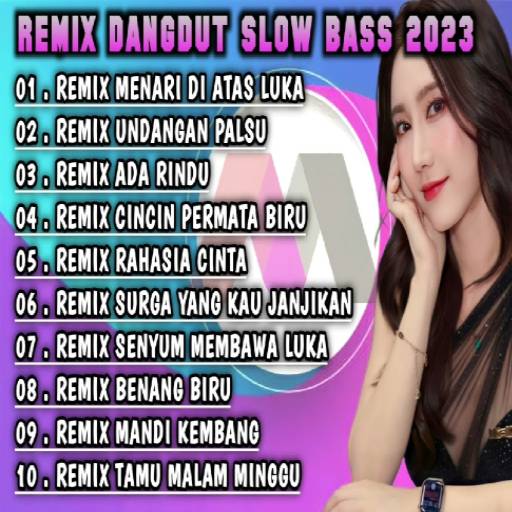 REMIX DANGDUT SLOW BASS 2023
01 . REMIX MENARI DI ATAS LUKA
02 . REMIX UNDANGAN PALSU
03 . REMIX ADA RINDU
04 . REMIX CINCIN PERMATA BIRU
05 . REMIX RAHASIA CINTA
06 . REMIX SURGA YANG KAU JANJIKAN
07 . REMIX SENYUM MEMBAWA LUKA
08 . REMIX BENANG BIRU
09 . REMIX MANDI KEMBANG
10 . REMIX TAMU MALAM MINGGU